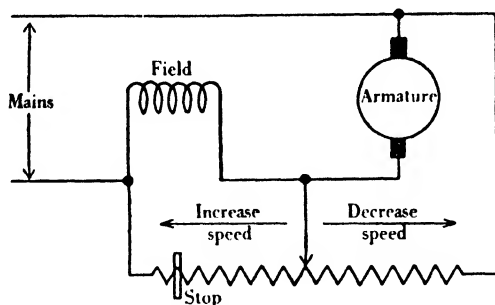 Field
Mains
Armature
Increase
speed
Decrease
speed
Stop